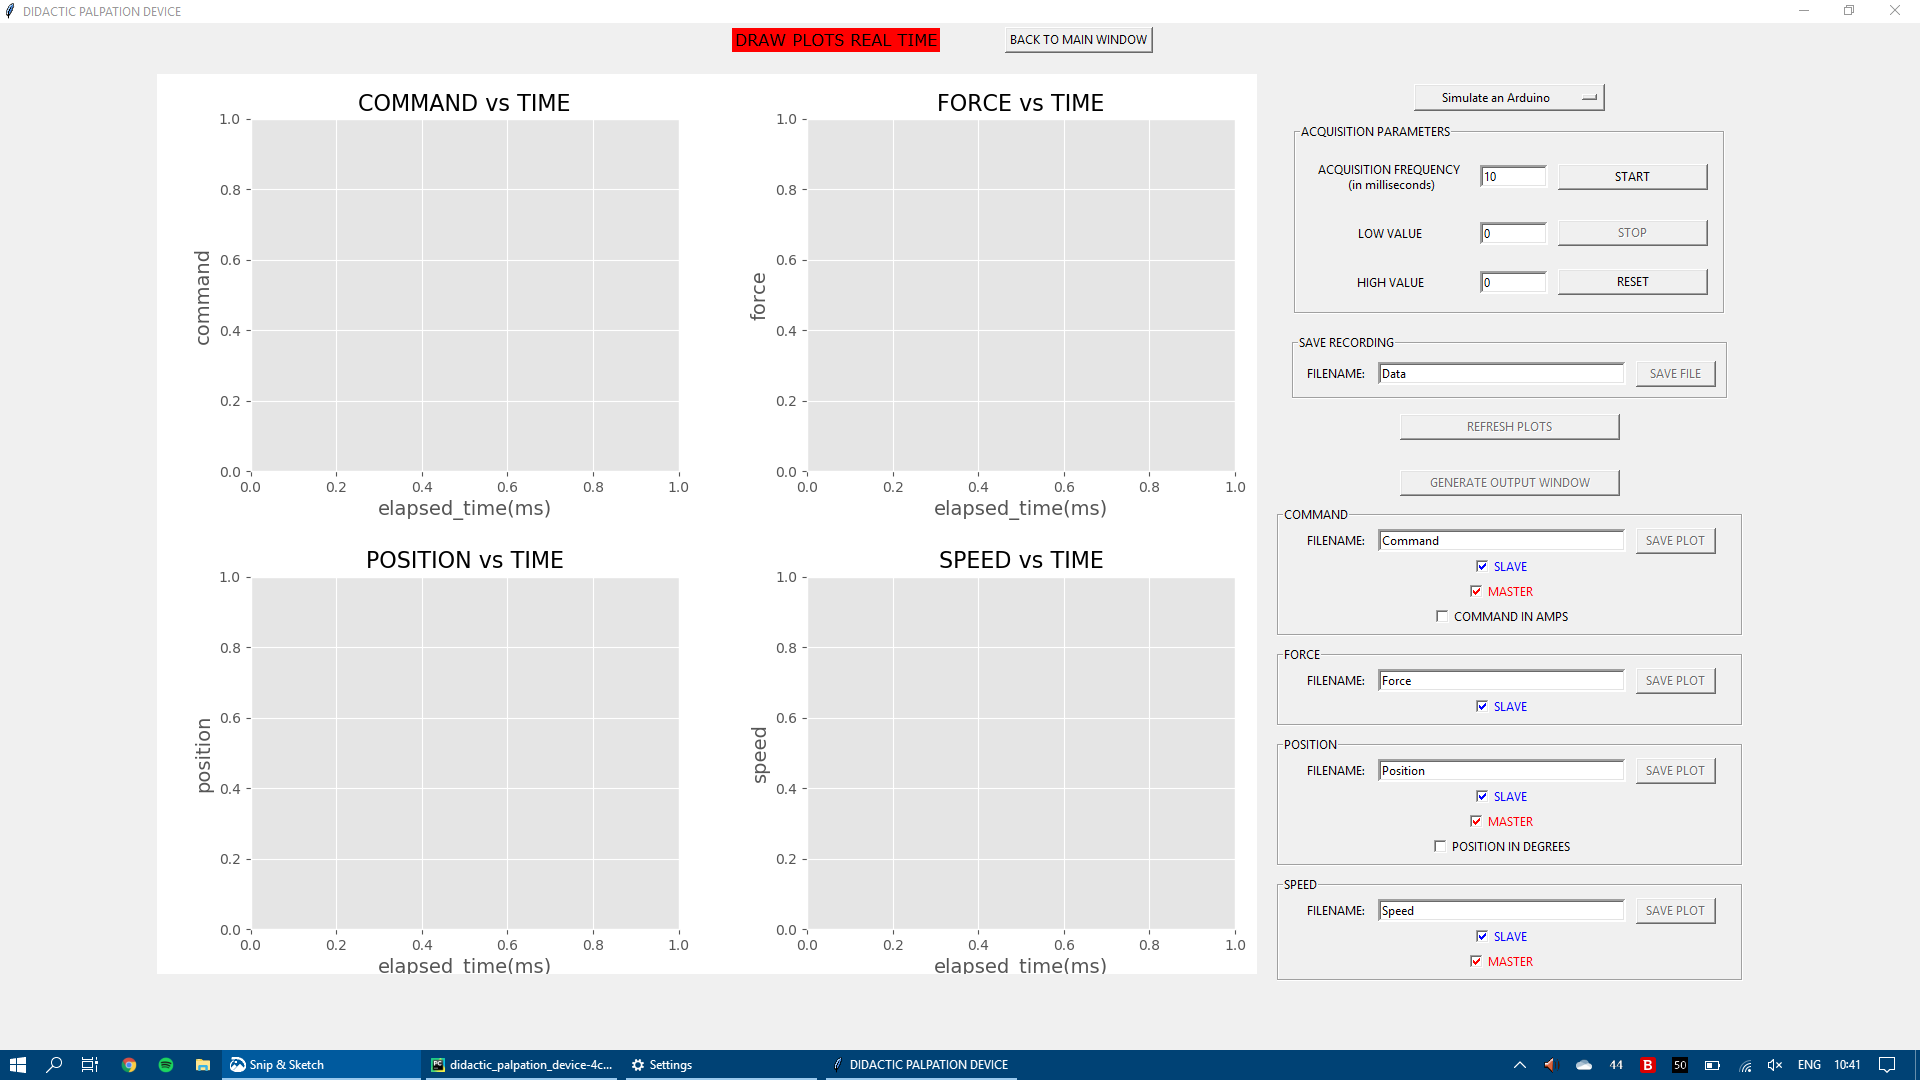 DIDACTIC PALPATION DEVICE
DRAW PLOTS REAL TIME
BACK TO MAIN WINDOW
COMMAND vs TIME
1.0
0.8
0.6
0.4
0.2
0.0
command
0.0 0.2 0.4 0.6 0.8 1.0
elapsed_time(ms)
FORCE vs TIME
1.0
0.8
0.6
0.4
0.2
0.0
force
0.0 0.2 0.4 0.6 0.8 1.0
elapsed_time(ms)
POSITION vs TIME
1.0
0.8
0.6
0.4
0.2
0.0
position
0.0 0.2 0.4 0.6 0.8 1.0
elapsed_time(ms)
SPEED vs TIME
1.0
0.8
0.6
0.4
0.2
0.0
speed
0.0 0.2 0.4 0.6 0.8 1.0
elapsed_time(ms)
Simulate an Arduino
ACQUISITION PARAMETERS
ACQUISITION FREQUENCY
(in milliseconds)
10
START
LOW VALUE
0
STOP
HIGH VALUE
0
RESET
SAVE RECORDING
FILENAME:
Data
SAVE FILE
REFRESH PLOTS
GENERATE OUTPUT WINDOW
COMMAND
FILENAME:
Command
SAVE PLOT
SLAVE
MASTER
COMMAND IN AMPS
FORCE
FILENAME:
Force
SAVE PLOT
SLAVE
POSITION
FILENAME:
Position
SAVE PLOT
SLAVE
MASTER
POSITION IN DEGREES
SPEED
FILENAME:
Speed
SAVE PLOT
SLAVE
MASTER
Snip & Sketch
didactic_palpation_device-4c...
Settings
DIDACTIC PALPATION DEVICE
44
B
50
ENG
10:41